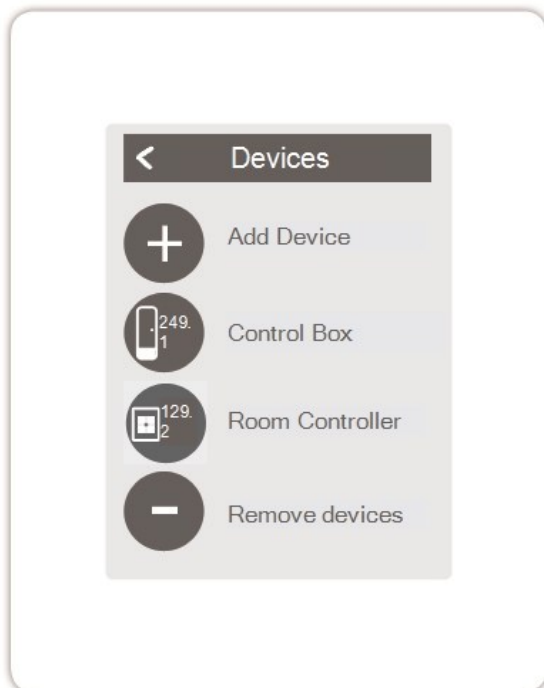 Devices
Add Device
249.
1
Control Box
129.
2
Room Controller
Remove devices